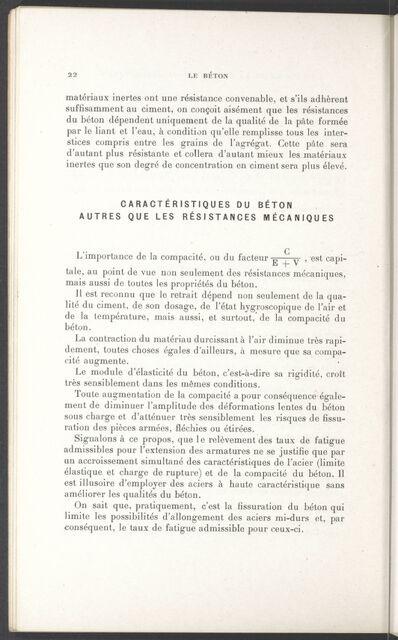 22
LE BÉTON
matériaux inertes ont une résistance convenable, et s'ils adhèrent
suffisamment au ciment, on conçoit aisément que les résistances
du béton dépendent uniquement de la qualité de la pâte formée
par le liant et l'eau, à condition qu'elle remplisse tous les inter-
stices compris entre les grains de l'agrégat. Cette pâte sera
d'autant plus résistante et collera d'autant mieux les matériaux
inertes que son degré de concentration en ciment sera plus élevé.
CARACTÉRISTIQUES DU BÉTON
AUTRES QUE LES RÉSISTANCES MÉCANIQUES
L'importance de la compacité, ou du facteur C / E + V, est capi-
tale, au point de vue non seulement des résistances mécaniques,
mais aussi de toutes les propriétés du béton.
Il est reconnu que le retrait dépend non seulement de la qua-
lité du ciment, de son dosage, de l'état hygroscopique de l'air et
de la température, mais aussi, et surtout, de la compacité du
béton.
La contraction du matériau durcissant à l'air diminue très rapi-
dement, toutes choses égales d'ailleurs, à mesure que sa compa-
cité augmente.
Le module d'élasticité du béton, c'est-à-dire sa rigidité, croît
très sensiblement dans les mêmes conditions.
Toute augmentation de la compacité a pour conséquence égale-
ment de diminuer l'amplitude des déformations lentes du béton
sous charge et d'atténuer très sensiblement les risques de fissu-
ration des pièces armées, fléchies ou étirées.
Signalons à ce propos, que le relèvement des taux de fatigue
admissibles pour l'extension des armatures ne se justifie que par
un accroissement simultané des caractéristiques de l'acier (limite
élastique et charge de rupture) et de la compacité du béton. Il
est illusoire d'employer des aciers à haute caractéristique sans
améliorer les qualités du béton.
On sait que, pratiquement, c'est la fissuration du béton qui
limite les possibilités d'allongement des aciers mi-durs et, par
conséquent, le taux de fatigue admissible pour ceux-ci.